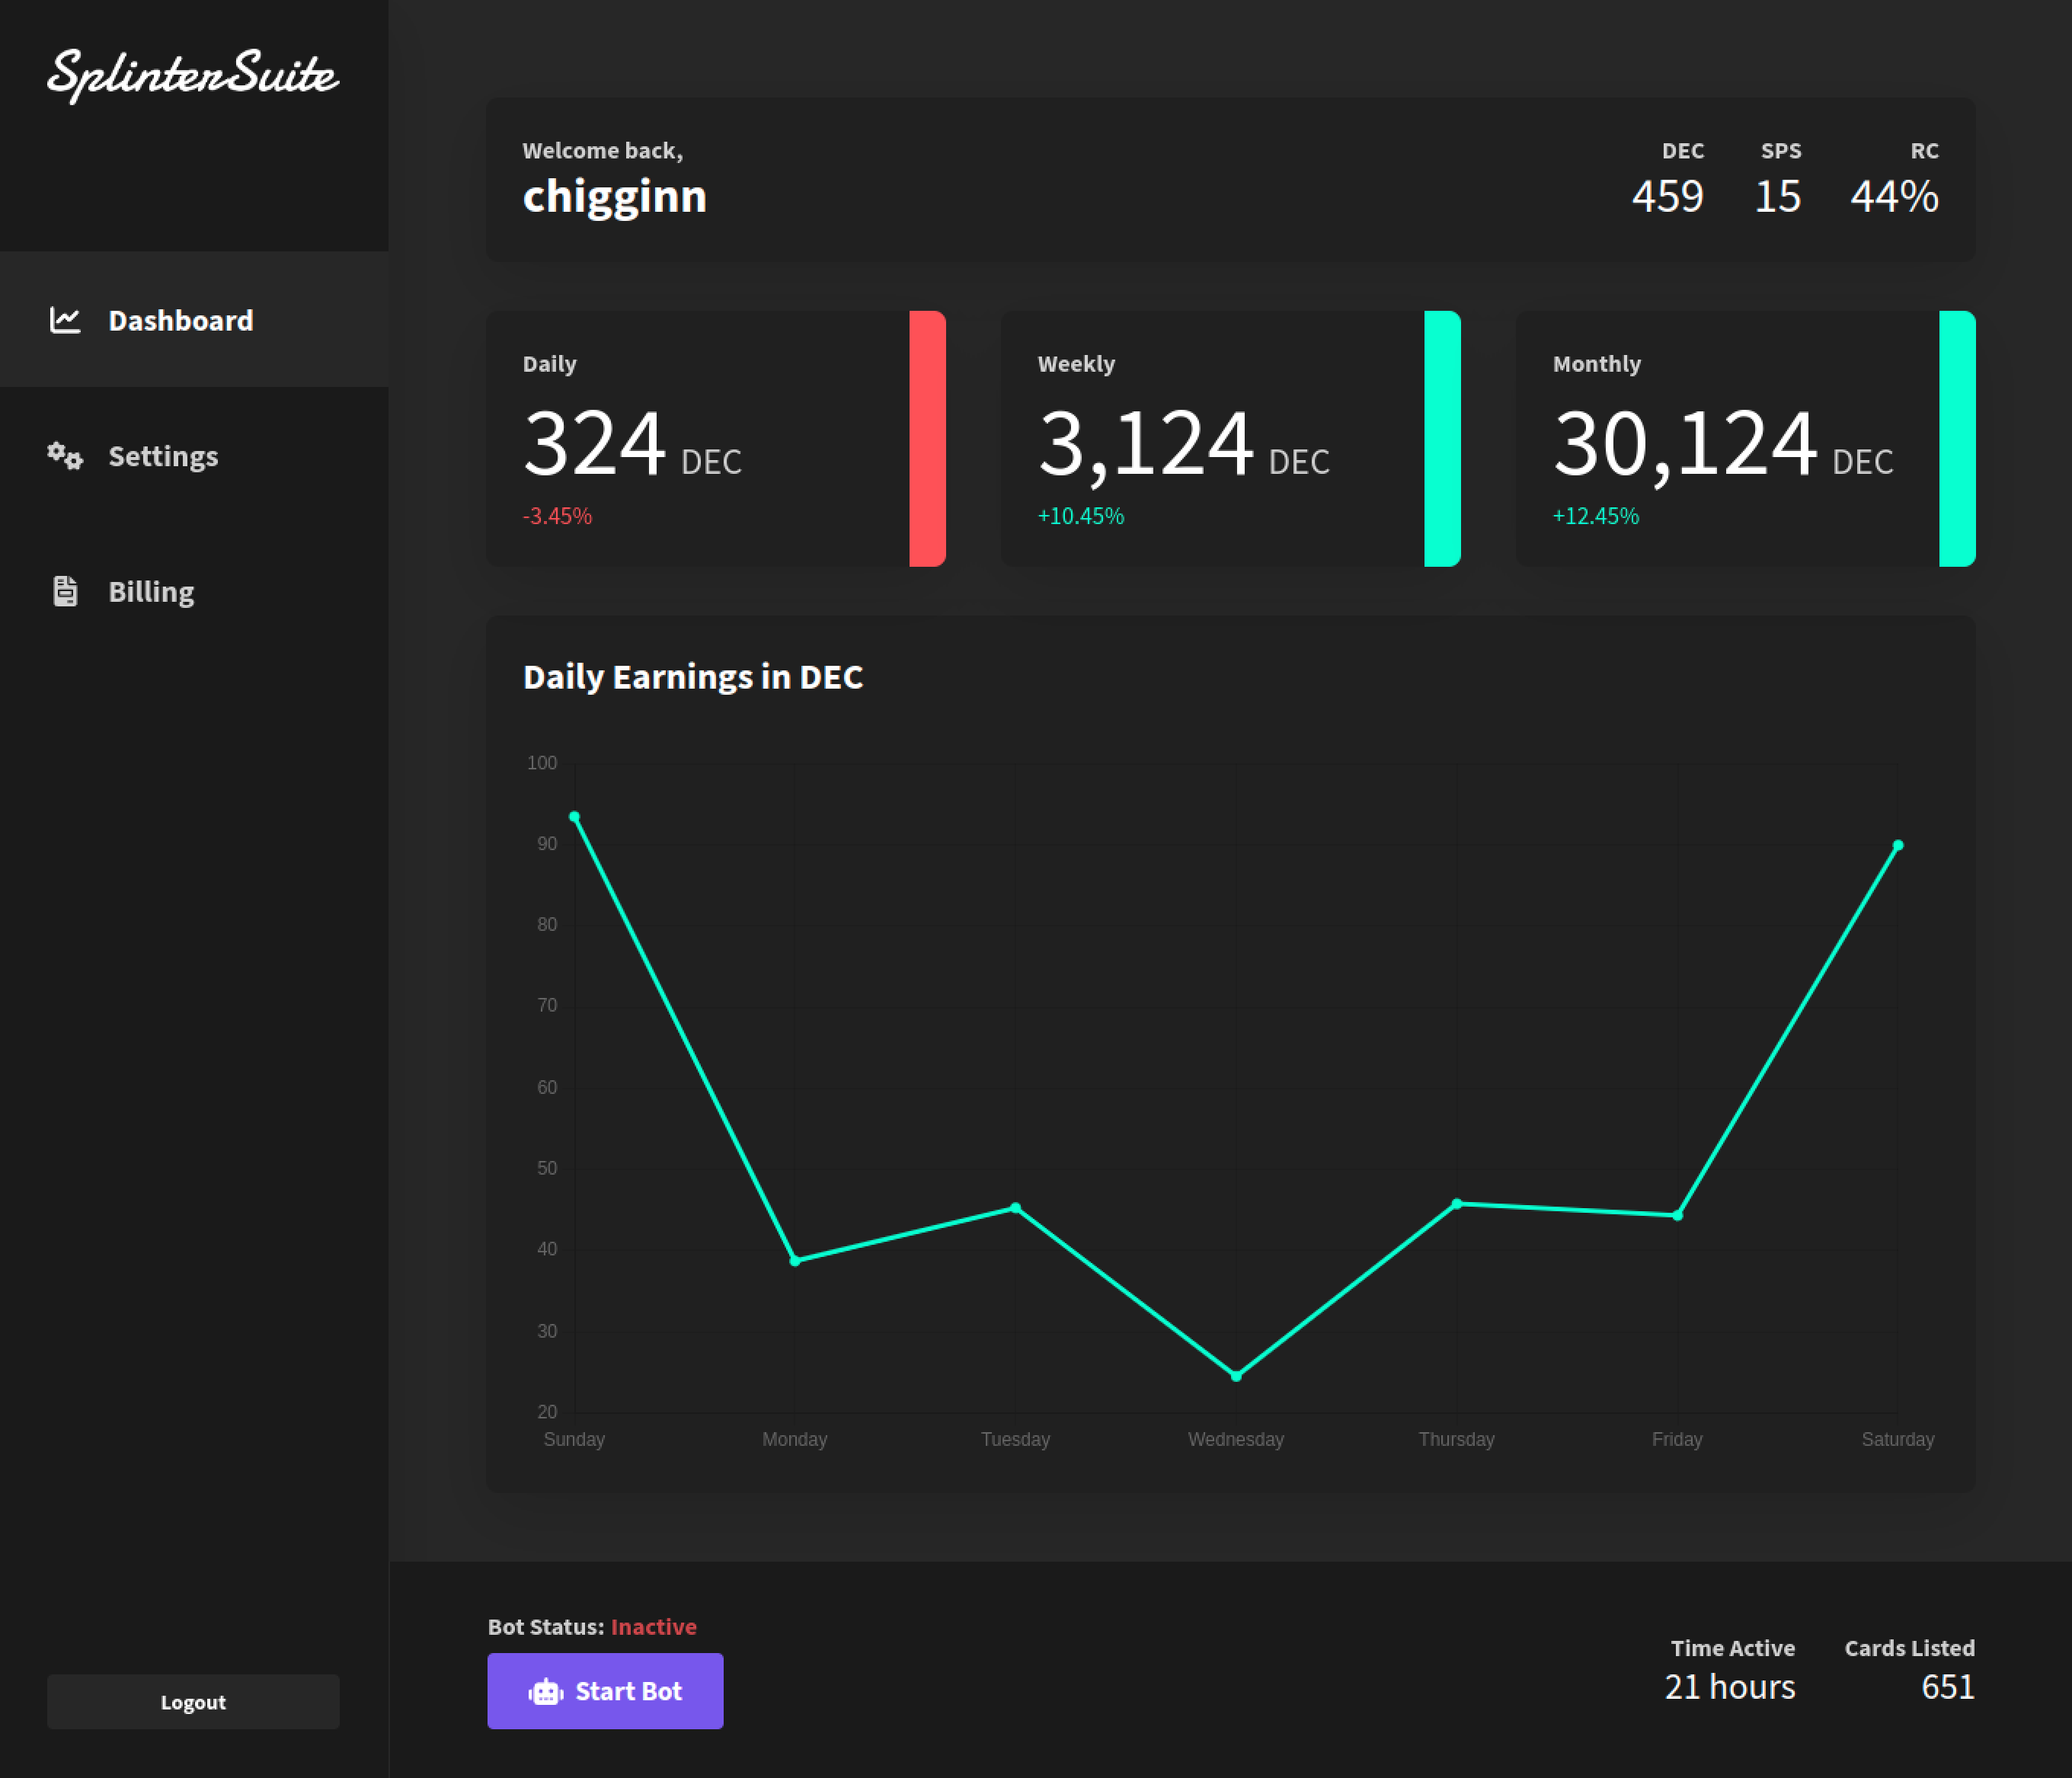 SplinterSuite
Dashboard
Settings
Billing
Logout
Welcome back,
chigginn
DEC SPS RC
459 15 44%
Daily
324 DEC
-3.45%
Weekly
3,124 DEC
+10.45%
Monthly
30,124 DEC
+12.45%
Daily Earnings in DEC
100
90
80
70
60
50
40
30
20
Sunday Monday Tuesday Wednesday Thursday Friday Saturday
Bot Status: Inactive
Start Bot
Time Active Cards Listed
21 hours 651